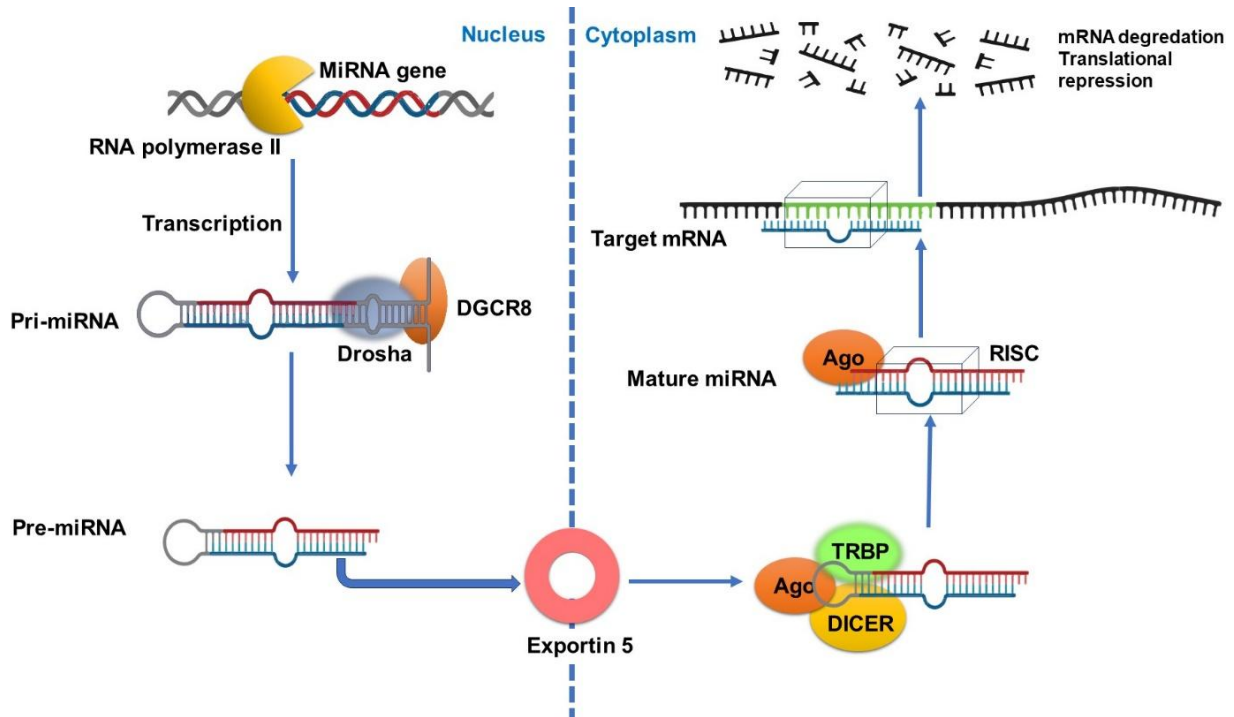 Nucleus
Cytoplasm
MiRNA gene
RNA polymerase II
Transcription
Pri-miRNA
DGCR8
Drosha
Pre-miRNA
Exportin 5
mRNA degredation
Translational
repression
Target mRNA
Ago
RISC
Mature miRNA
TRBP
Ago
DICER